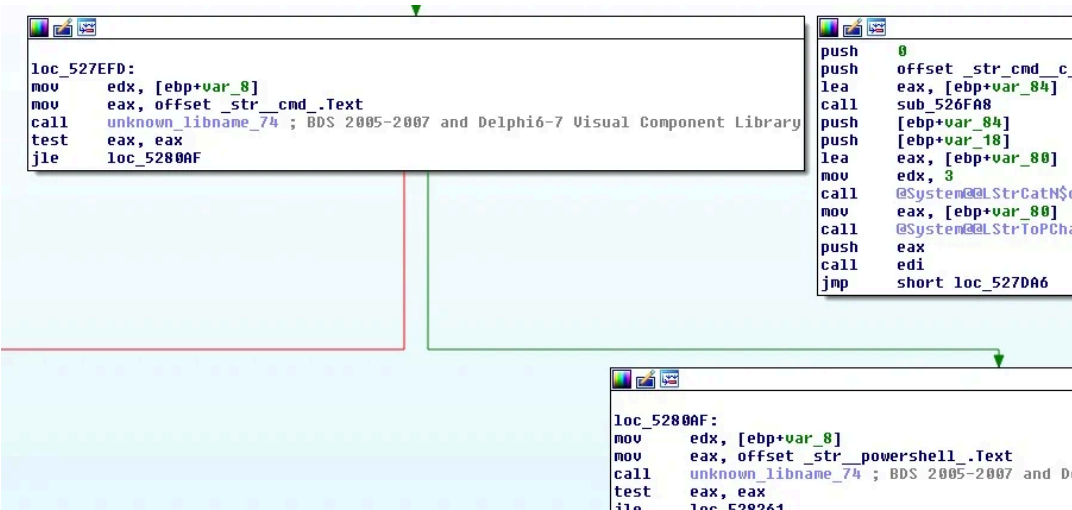 loc_527EFD:
mov edx, [ebp+var_8]
mov eax, offset _str__cmd_.Text
call unknown_libname_74 ; BDS 2005-2007 and Delphi6-7 Visual Component Library
test eax, eax
jle loc_5280AF
push 0
push offset _str_cmd__c_
lea eax, [ebp+var_84]
call sub_526FA8
push [ebp+var_84]
push [ebp+var_18]
lea eax, [ebp+var_80]
mov edx, 3
call @System@@LStrCatN$
mov eax, [ebp+var_80]
call @System@@LStrToPCha
push eax
call edi
jmp short loc_527DA6
loc_5280AF:
mov edx, [ebp+var_8]
mov eax, offset _str__powershell_.Text
call unknown_libname_74 ; BDS 2005-2007 and D
test eax, eax
jle loc_528261